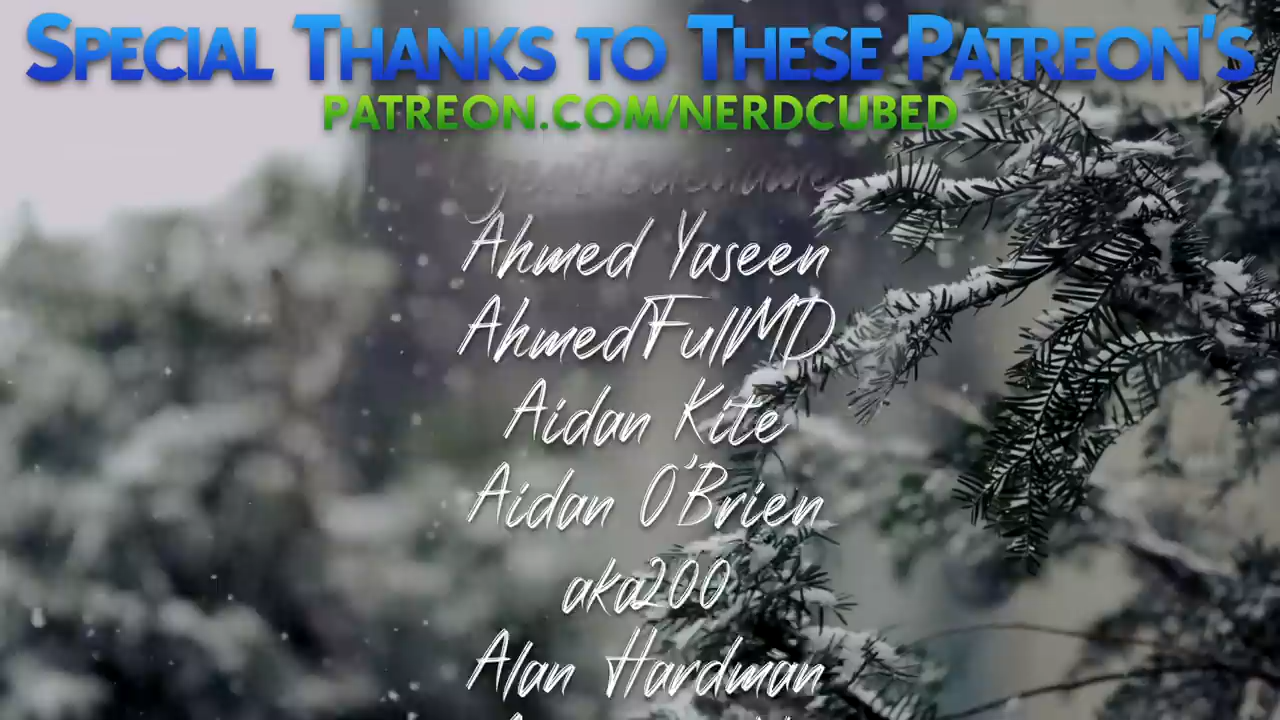 SPECIAL THANKS TO THESE PATREON'S
PATREON.COM/NERDCUBED
Ahmed Yaseen
AhmedFullMD
Aidan Kite
Aidan O'Brien
aka200
Alan Hardman